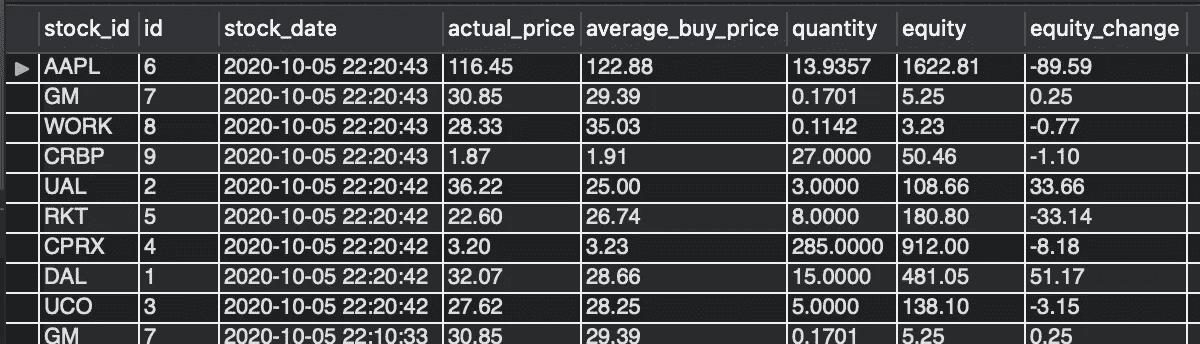 stock_id id stock_date actual_price average_buy_price quantity equity equity_change
AAPL 6 2020-10-05 22:20:43 116.45 122.88 13.9357 1622.81 -89.59
GM 7 2020-10-05 22:20:43 30.85 29.39 0.1701 5.25 0.25
WORK 8 2020-10-05 22:20:43 28.33 35.03 0.1142 3.23 -0.77
CRBP 9 2020-10-05 22:20:43 1.87 1.91 27.0000 50.46 -1.10
UAL 2 2020-10-05 22:20:42 36.22 25.00 3.0000 108.66 33.66
RKT 5 2020-10-05 22:20:42 22.60 26.74 8.0000 180.80 -33.14
CPRX 4 2020-10-05 22:20:42 3.20 3.23 285.0000 912.00 -8.18
DAL 1 2020-10-05 22:20:42 32.07 28.66 15.0000 481.05 51.17
UCO 3 2020-10-05 22:20:42 27.62 28.25 5.0000 138.10 -3.15
GM 7 2020-10-05 22:10:33 30.85 29.39 0.1701 5.25 0.25